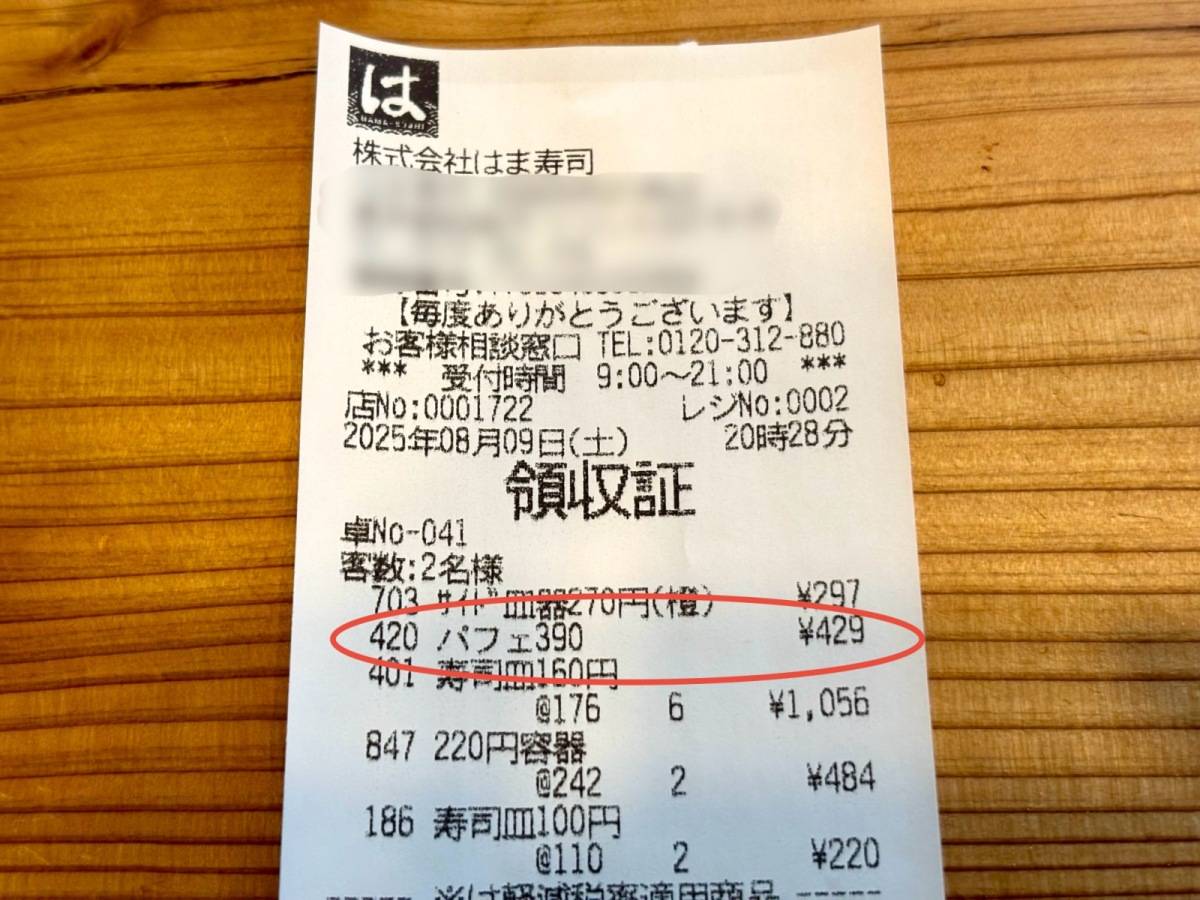 は
HAMA-SUSHI
株式会社はま寿司
【毎度ありがとうございます】
お客様相談窓口 TEL:0120-312-880
*** 受付時間 9:00～21:00 ***
店No:0001722 レジNo:0002
2025年08月09日(土) 20時28分
領収証
卓No-041
客数:2名様
703 ｻｲﾄﾞ皿器270円(橙) ¥297
420 パフェ390 ¥429
401 寿司皿160円
@176 6 ¥1,056
847 220円容器
@242 2 ¥484
186 寿司皿100円
@110 2 ¥220
----- ※は軽減税率適用商品 -----